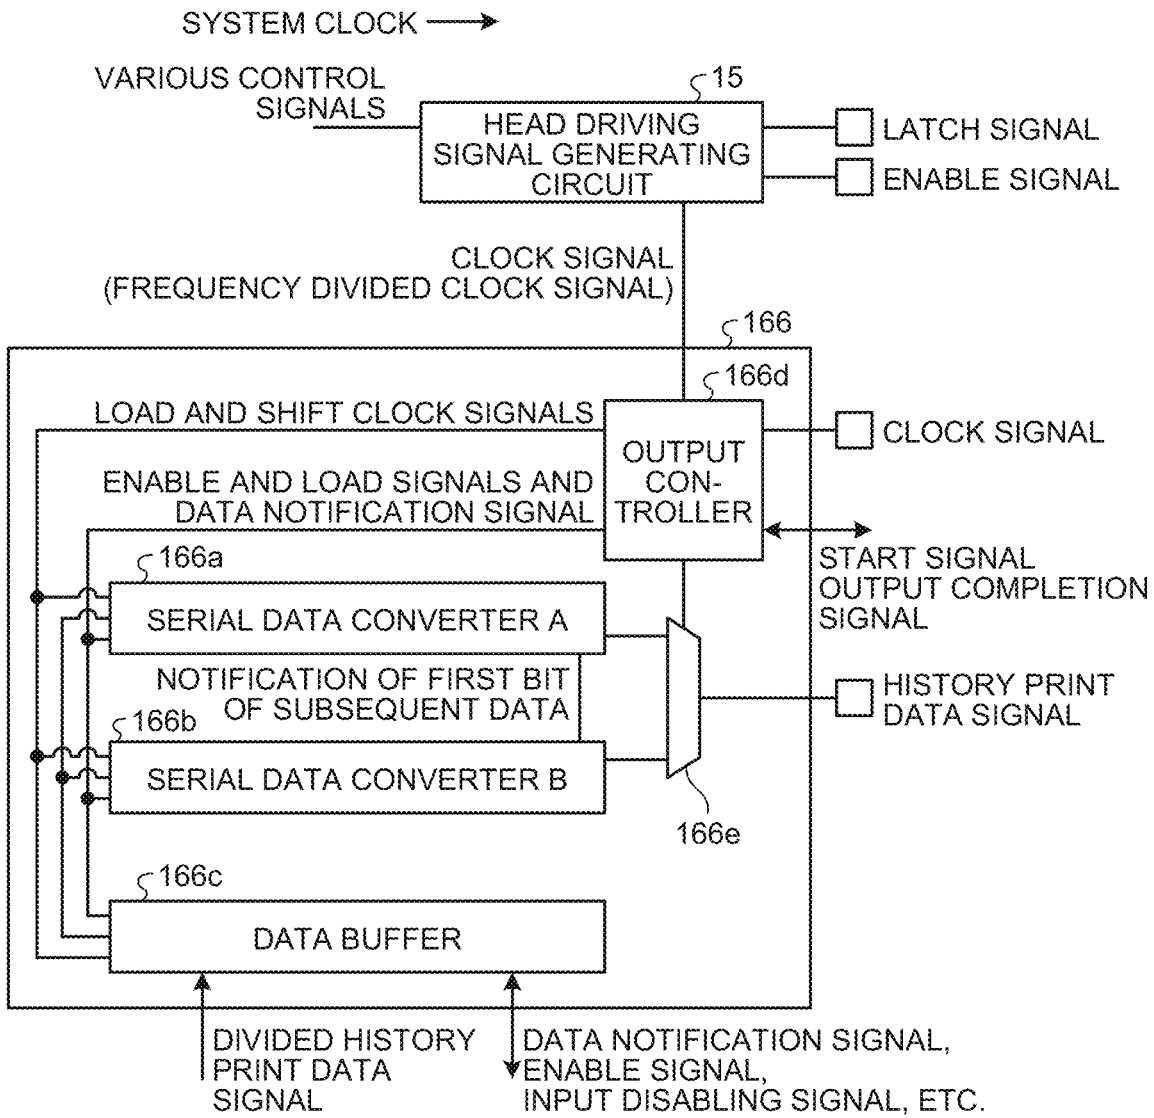 SYSTEM CLOCK
VARIOUS CONTROL
SIGNALS
15
HEAD DRIVING
SIGNAL GENERATING
CIRCUIT
LATCH SIGNAL
ENABLE SIGNAL
CLOCK SIGNAL
(FREQUENCY DIVIDED CLOCK SIGNAL)
166
166d
LOAD AND SHIFT CLOCK SIGNALS
OUTPUT
CON-
TROLLER
CLOCK SIGNAL
ENABLE AND LOAD SIGNALS AND
DATA NOTIFICATION SIGNAL
START SIGNAL
OUTPUT COMPLETION
SIGNAL
166a
SERIAL DATA CONVERTER A
NOTIFICATION OF FIRST BIT
OF SUBSEQUENT DATA
HISTORY PRINT
DATA SIGNAL
166b
SERIAL DATA CONVERTER B
166e
166c
DATA BUFFER
DIVIDED HISTORY
PRINT DATA
SIGNAL
DATA NOTIFICATION SIGNAL,
ENABLE SIGNAL,
INPUT DISABLING SIGNAL, ETC.